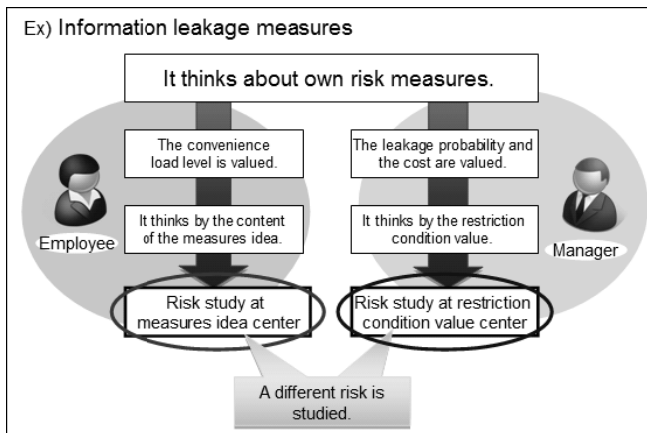 Ex) Information leakage measures
It thinks about own risk measures.
The convenience
load level is valued.
The leakage probability and
the cost are valued.
It thinks by the content
of the measures idea.
It thinks by the restriction
condition value.
Employee
Manager
Risk study at
measures idea center
Risk study at restriction
condition value center
A different risk is
studied.